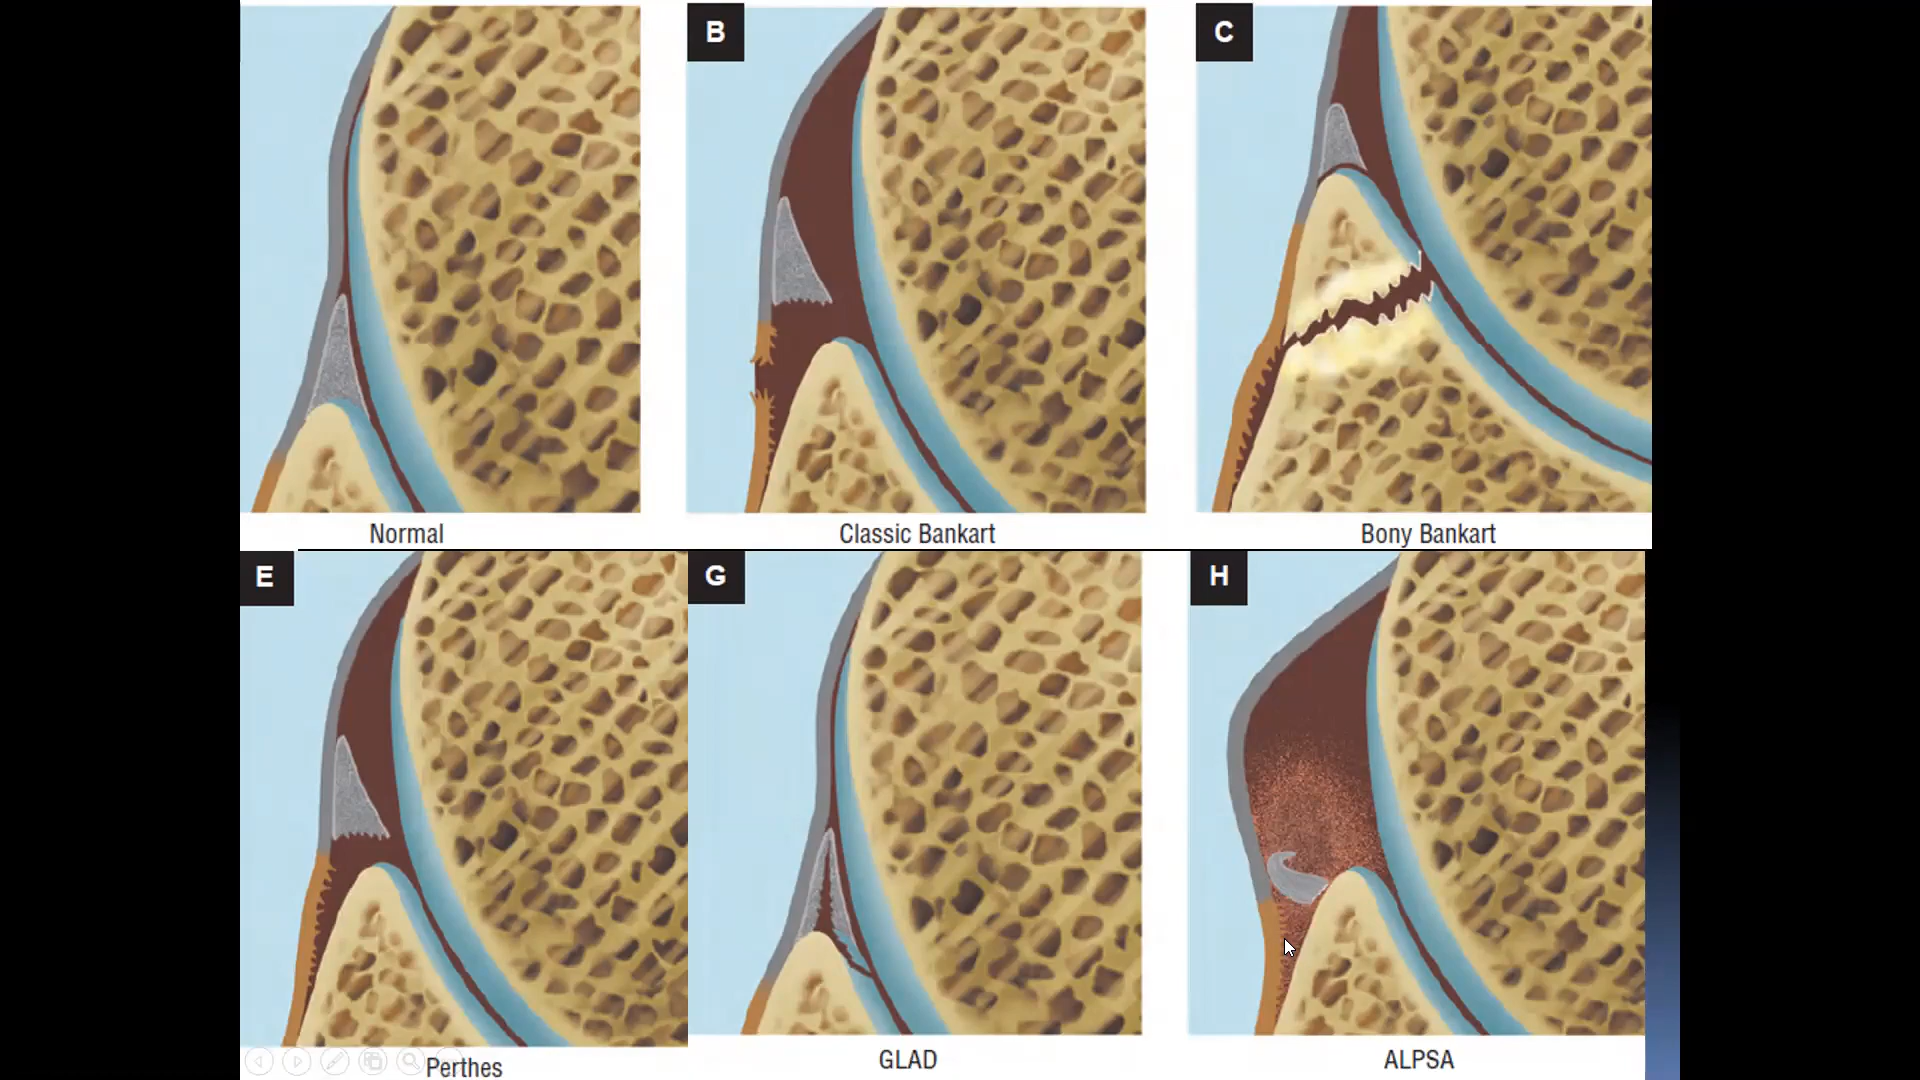 B
C
Normal
Classic Bankart
Bony Bankart
E
G
H
Perthes
GLAD
ALPSA